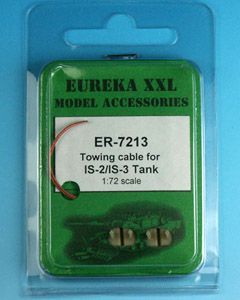 EUREKA XXL
MODEL ACCESSORIES
ER-7213
Towing cable for
IS-2/IS-3 Tank
1:72 scale